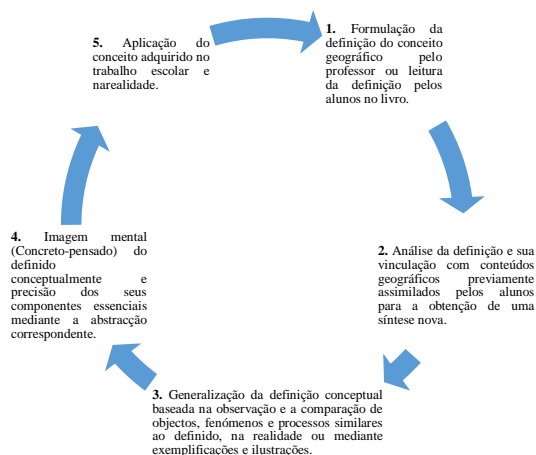 1. Formulação da
definição do conceito
geográfico pelo
professor ou leitura
da definição pelos
alunos no livro.
2. Análise da definição e sua
vinculação com conteúdos
geográficos previamente
assimilados pelos alunos
para a obtenção de uma
síntese nova.
3. Generalização da definição conceptual
baseada na observação e a comparação de
objectos, fenómenos e processos similares
ao definido, na realidade ou mediante
exemplificações e ilustrações.
4. Imagem mental
(Concreto-pensado) do
definido
conceptualmente e
precisão dos seus
componentes essenciais
mediante a abstracção
correspondente.
5. Aplicação do
conceito adquirido no
trabalho escolar e
narealidade.